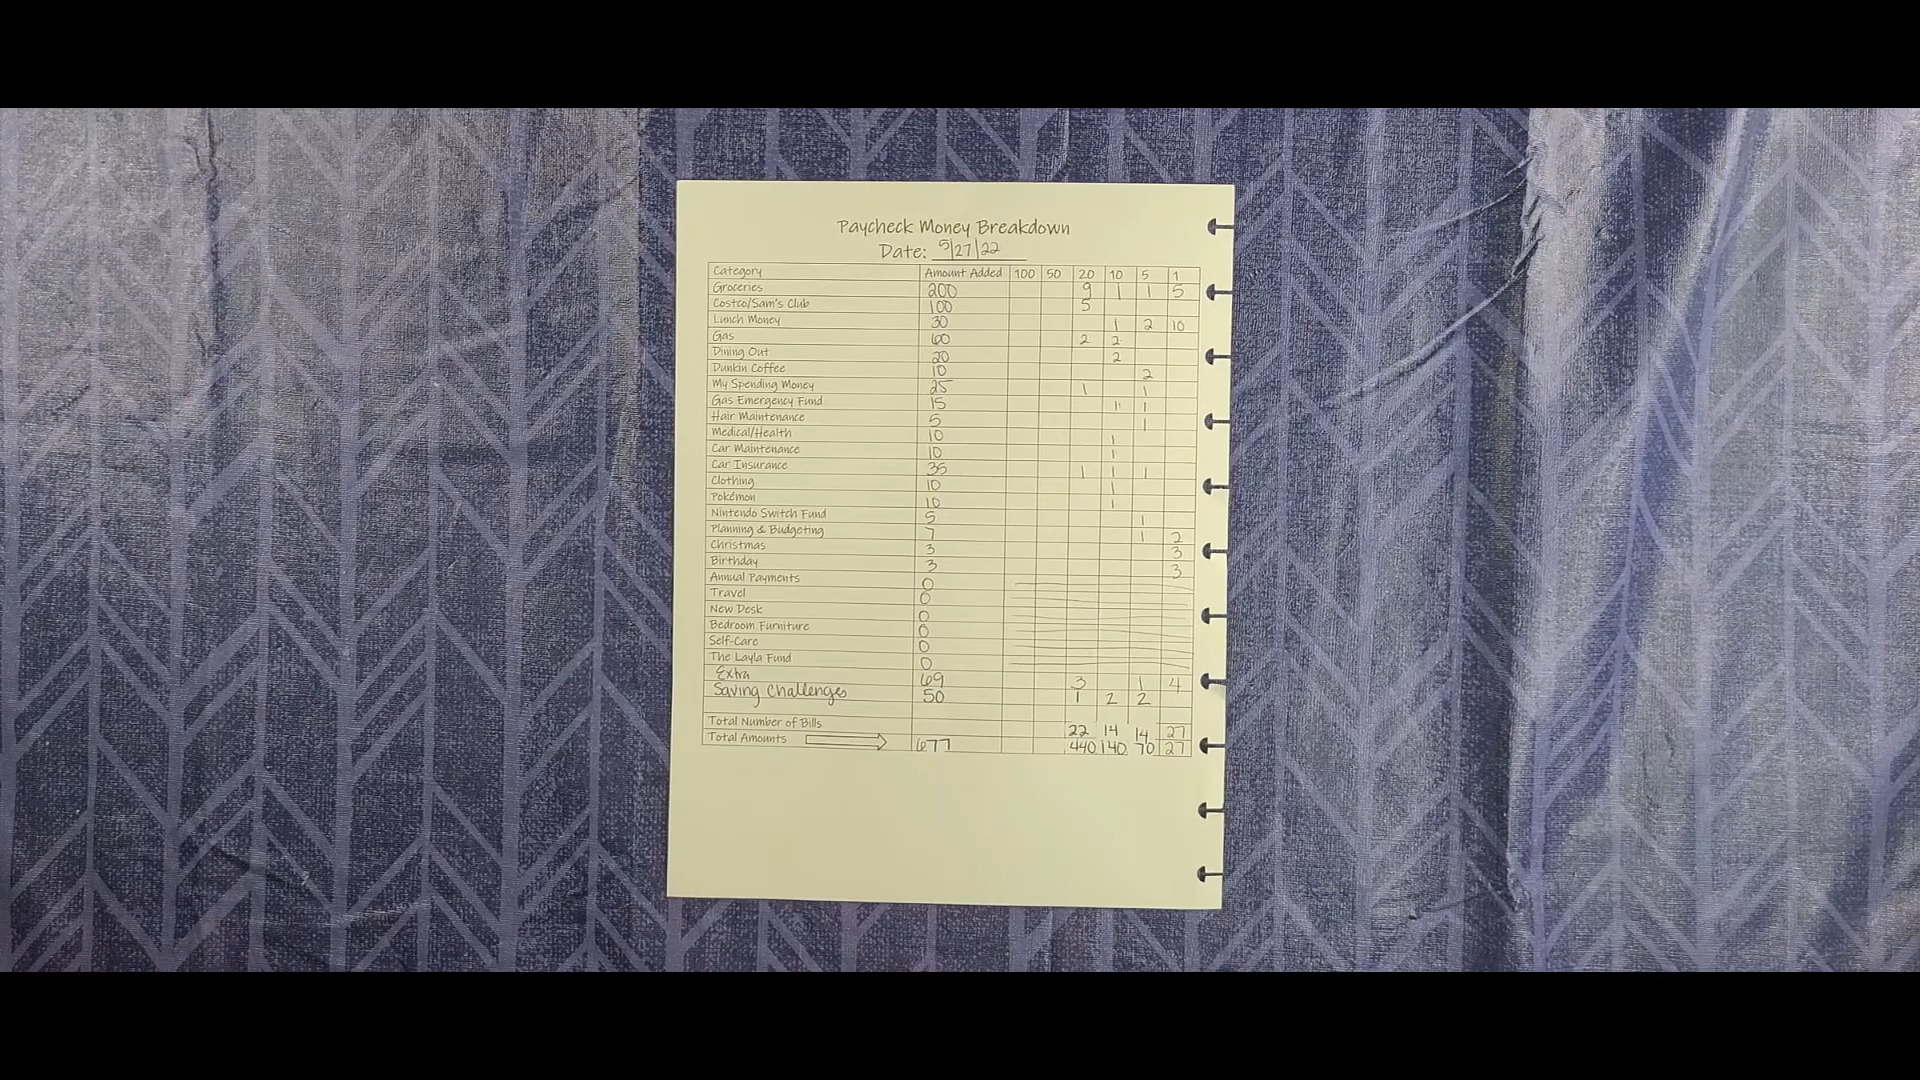 Paycheck Money Breakdown
Date: 5/27/22
Category Amount Added 100 50 20 10 5 1
Groceries 200 9 1 1 5
Costco/Sam's Club 100 5
Lunch Money 30 1 2 10
Gas 60 2 2
Dining Out 20 2
Dunkin Coffee 10 2
My Spending Money 25 1 1
Gas Emergency Fund 15 1 1
Hair Maintenance 5 1
Medical/Health 10 1
Car Maintenance 10 1
Car Insurance 35 1 1 1
Clothing 10 1
Pokémon 10 1
Nintendo Switch Fund 5 1
Planning & Budgeting 7 1 2
Christmas 3 3
Birthday 3 3
Annual Payments 0
Travel 0
New Desk 0
Bedroom Furniture 0
Self-Care 0
The Layla Fund 0
Extra 69 3 1 4
Saving Challenges 50 1 2 2
Total Number of Bills 22 14 14 27
Total Amounts 677 440 140 70 27